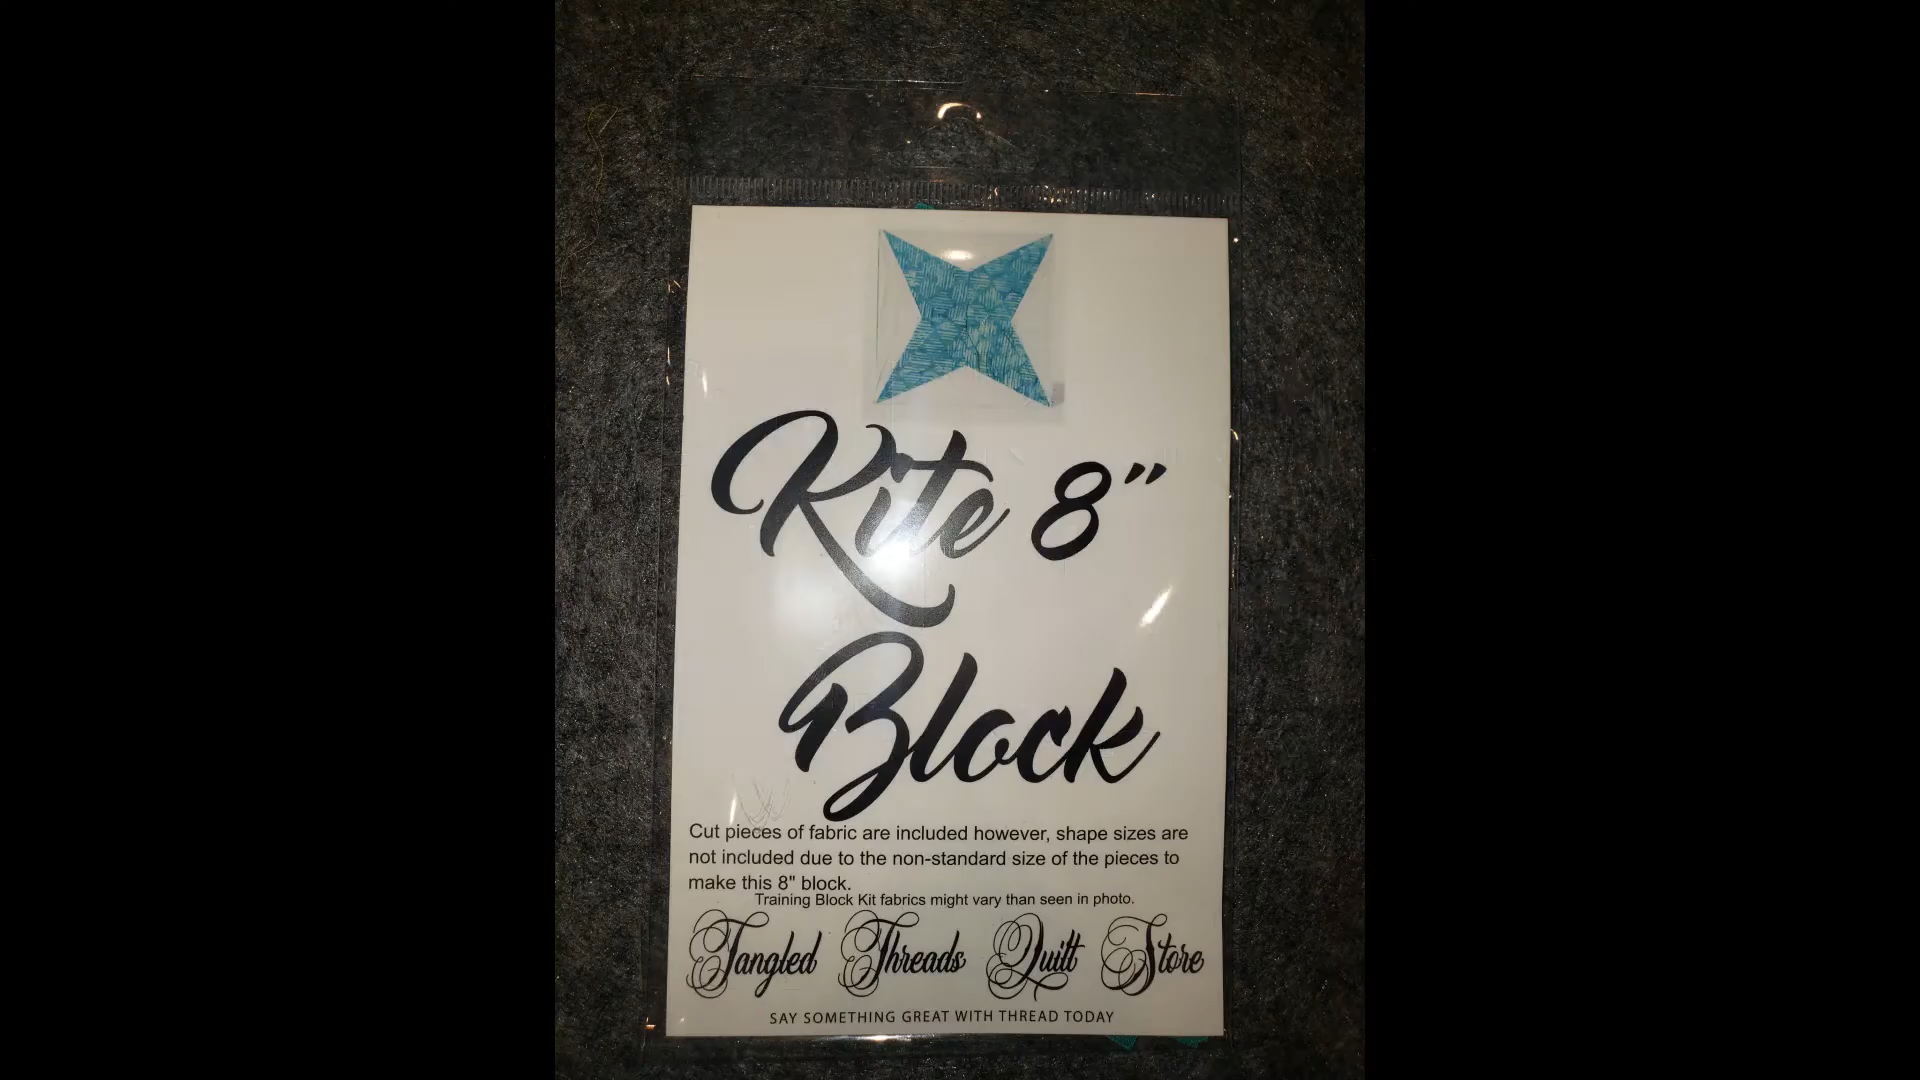 Kite 8"
Block
Cut pieces of fabric are included however, shape sizes are
not included due to the non-standard size of the pieces to
make this 8" block.
Training Block Kit fabrics might vary than seen in photo.
Tangled Threads Quilt Store
SAY SOMETHING GREAT WITH THREAD TODAY